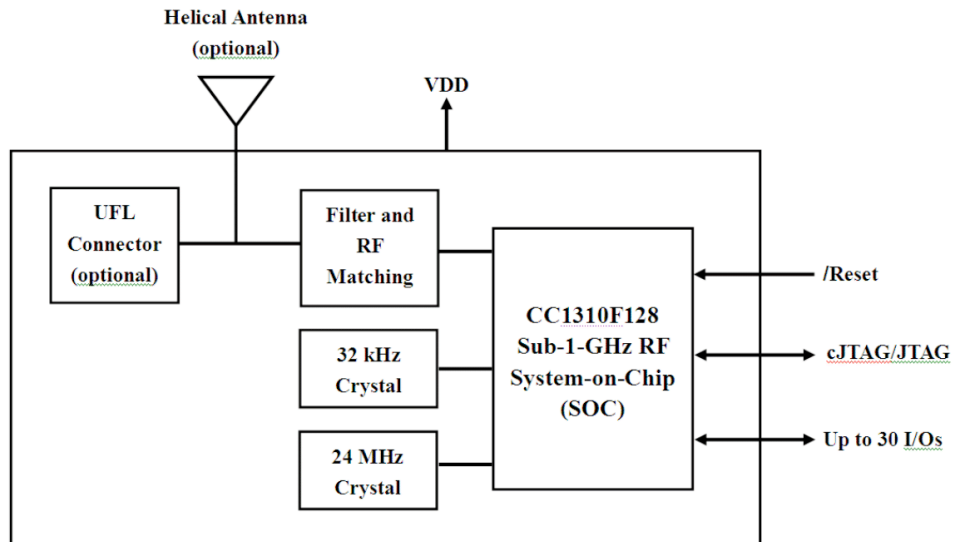 Helical Antenna
(optional)
VDD
UFL
Connector
(optional)
Filter and
RF
Matching
CC1310F128
Sub-1-GHz RF
System-on-Chip
(SOC)
32 kHz
Crystal
24 MHz
Crystal
/Reset
cJTAG/JTAG
Up to 30 I/Os